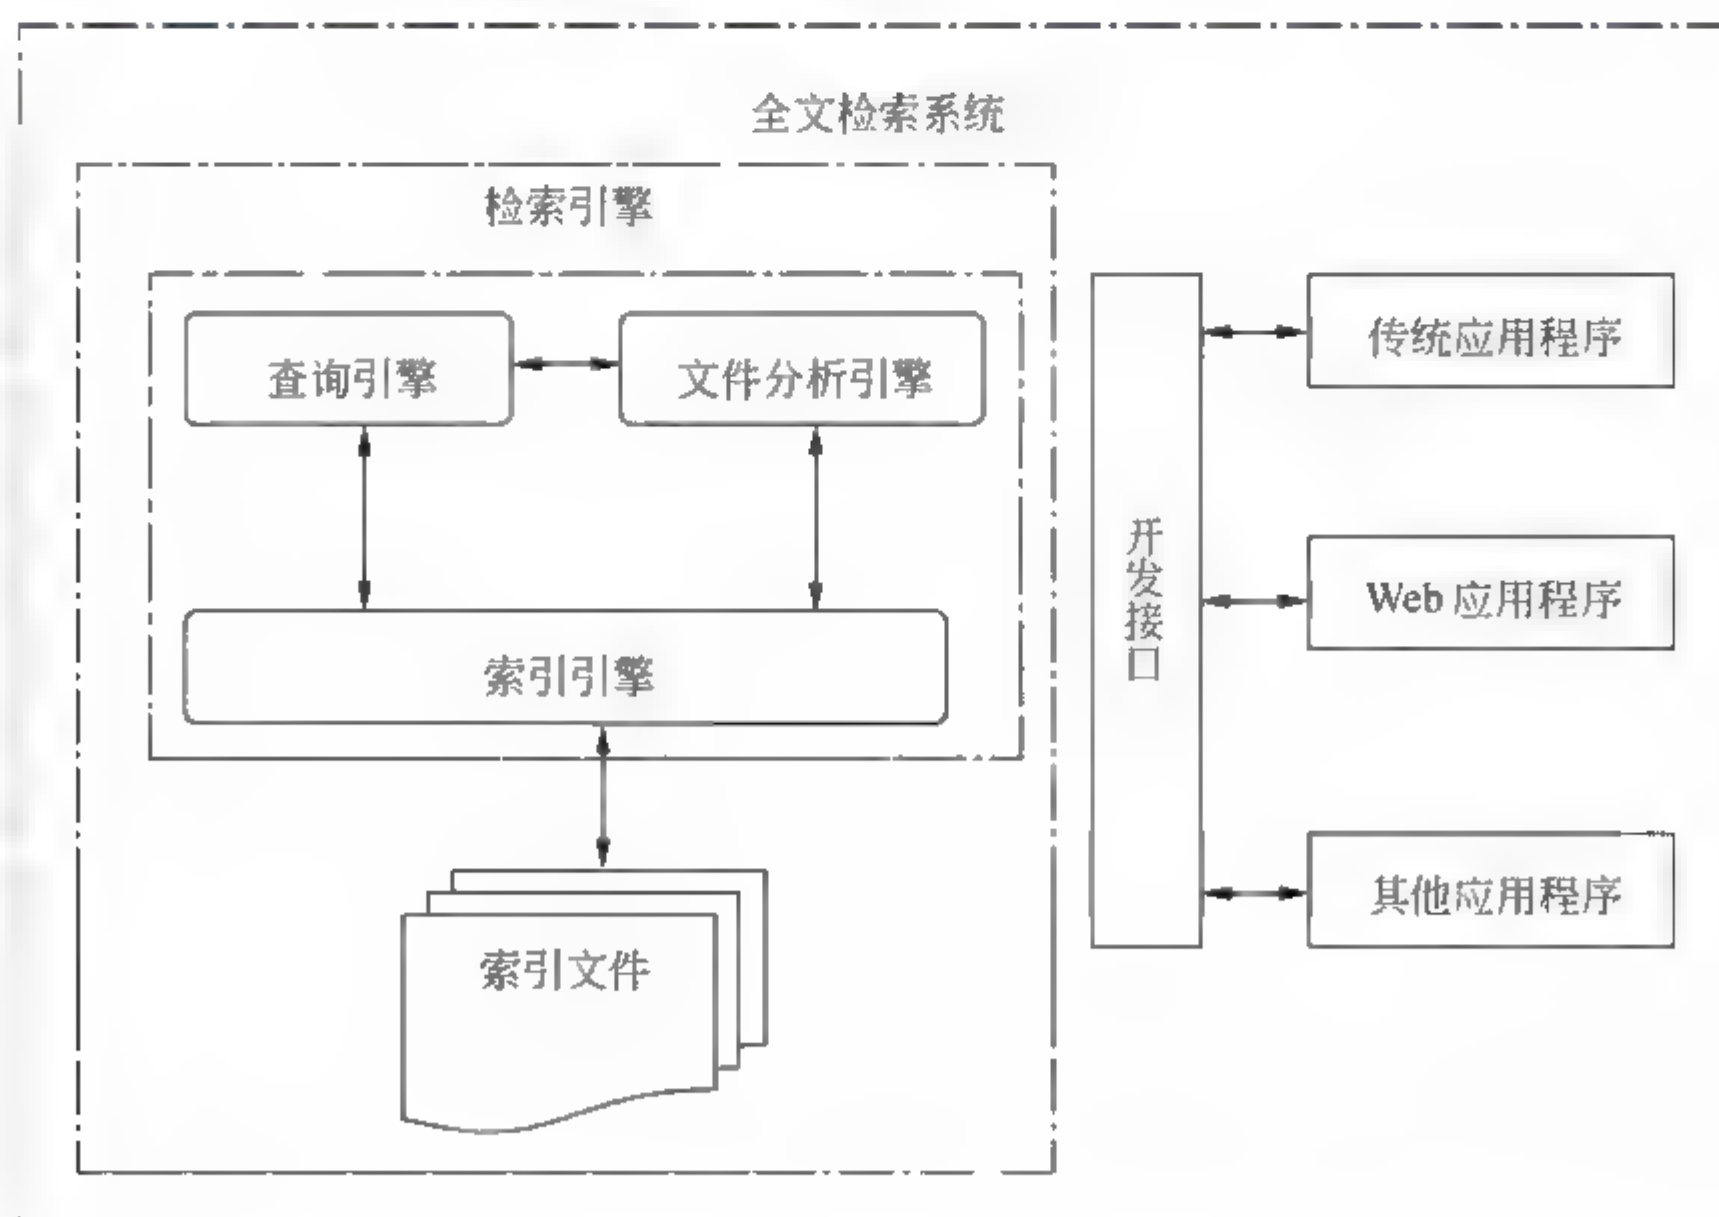 全文检索系统
检索引擎
查询引擎
文件分析引擎
索引引擎
索引文件
开发接口
传统应用程序
Web 应用程序
其他应用程序